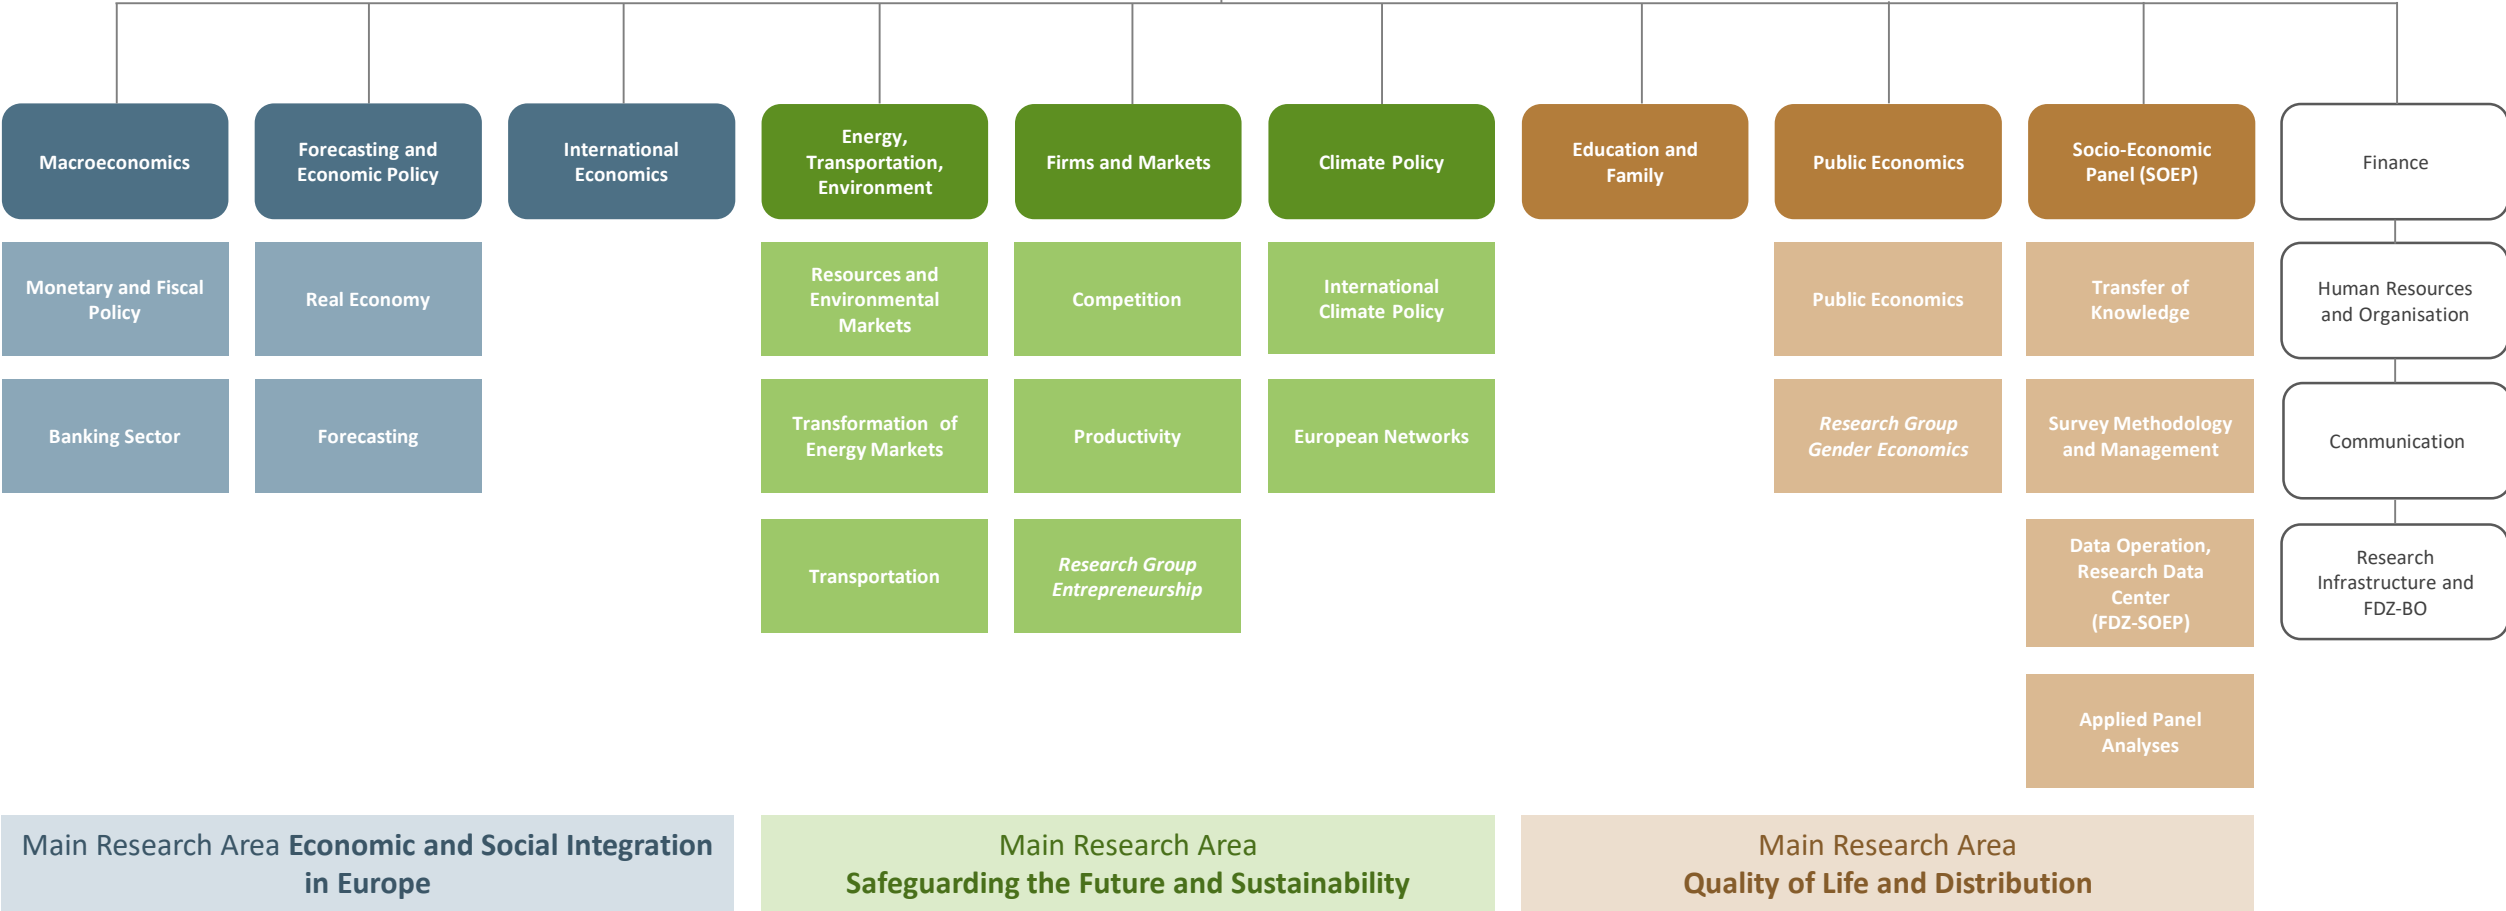 Macroeconomics
Forecasting and
Economic Policy
International
Economics
Energy,
Transportation,
Environment
Firms and Markets
Climate Policy
Education and
Family
Public Economics
Socio-Economic
Panel (SOEP)
Finance
Monetary and Fiscal
Policy
Real Economy
Resources and
Environmental
Markets
Competition
International
Climate Policy
Public Economics
Transfer of
Knowledge
Human Resources
and Organisation
Banking Sector
Forecasting
Transformation of
Energy Markets
Productivity
European Networks
Research Group
Gender Economics
Survey Methodology
and Management
Communication
Transportation
Research Group
Entrepreneurship
Data Operation,
Research Data
Center
(FDZ-SOEP)
Research
Infrastructure and
FDZ-BO
Applied Panel
Analyses
Main Research Area Economic and Social Integration
in Europe
Main Research Area
Safeguarding the Future and Sustainability
Main Research Area
Quality of Life and Distribution